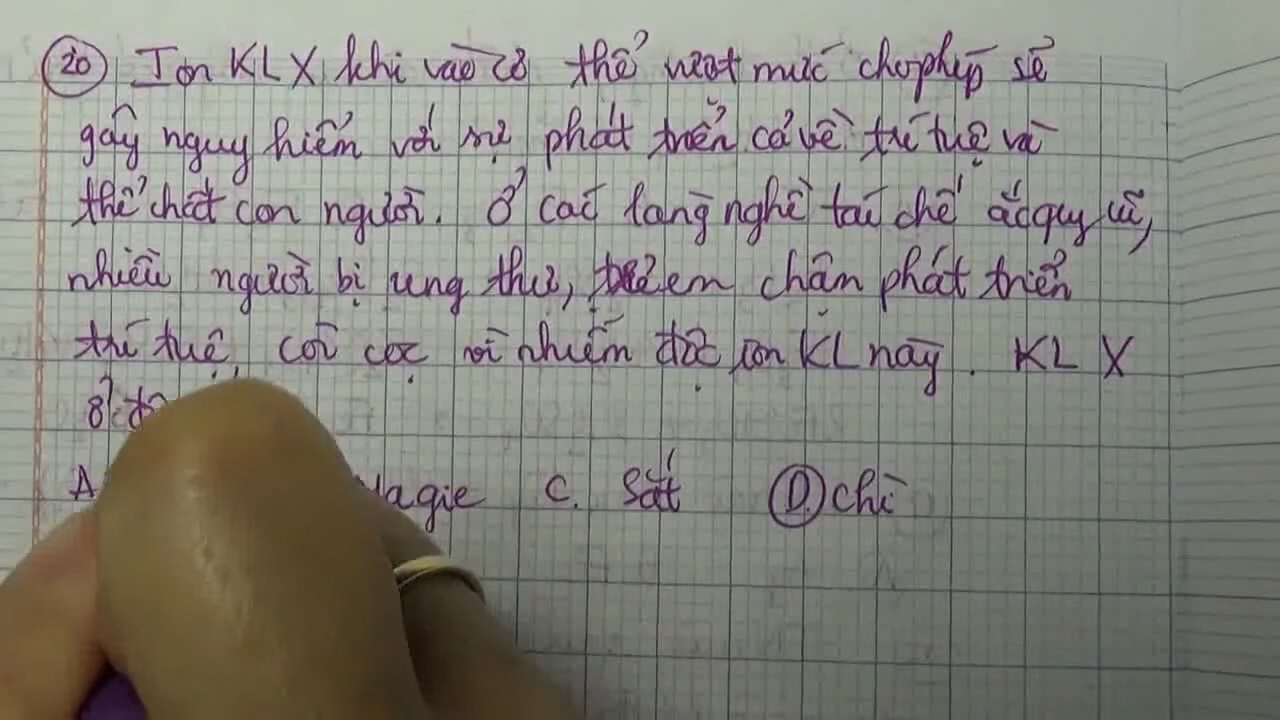 20 Ion KLX khi vào cơ thể vượt mức cho phép sẽ
gây nguy hiểm với sự phát triển cả về trí tuệ và
thể chất con người. Ở các làng nghề tái chế ắc quy cũ,
nhiều người bị ung thư, trẻ em chậm phát triển
trí tuệ, còi cọc vì nhiễm độc ion KL này. KL X
ở
A agie C. Sắt D. chì